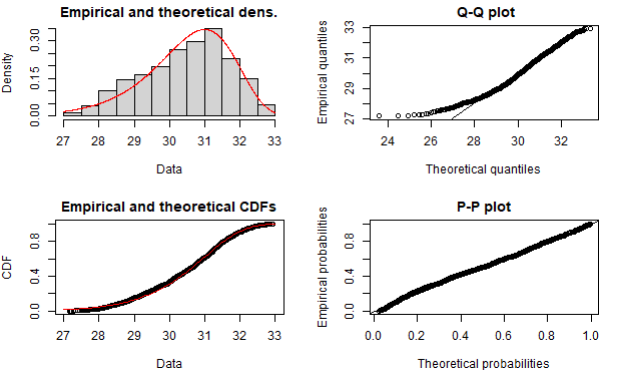 Empirical and theoretical dens.
Density
0.00 0.15 0.30
27 28 29 30 31 32 33
Data
Q-Q plot
Empirical quantiles
27 29 31 33
24 26 28 30 32
Theoretical quantiles
Empirical and theoretical CDFs
CDF
0.0 0.4 0.8
27 28 29 30 31 32 33
Data
P-P plot
Empirical probabilities
0.0 0.4 0.8
0.0 0.2 0.4 0.6 0.8 1.0
Theoretical probabilities